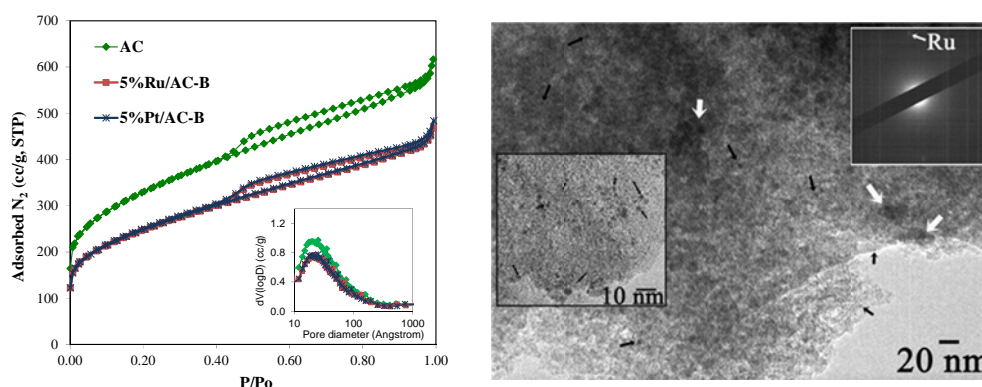 700
600
500
400
300
200
100
0
Adsorbed N2 (cc/g, STP)
AC
5%Ru/AC-B
5%Pt/AC-B
1.2
0.8
0.4
0.0
dV(logD) (cc/g)
10 100 1000
Pore diameter (Angstrom)
0.00 0.20 0.40 0.60 0.80 1.00
P/Po
Ru
10 nm
20 nm